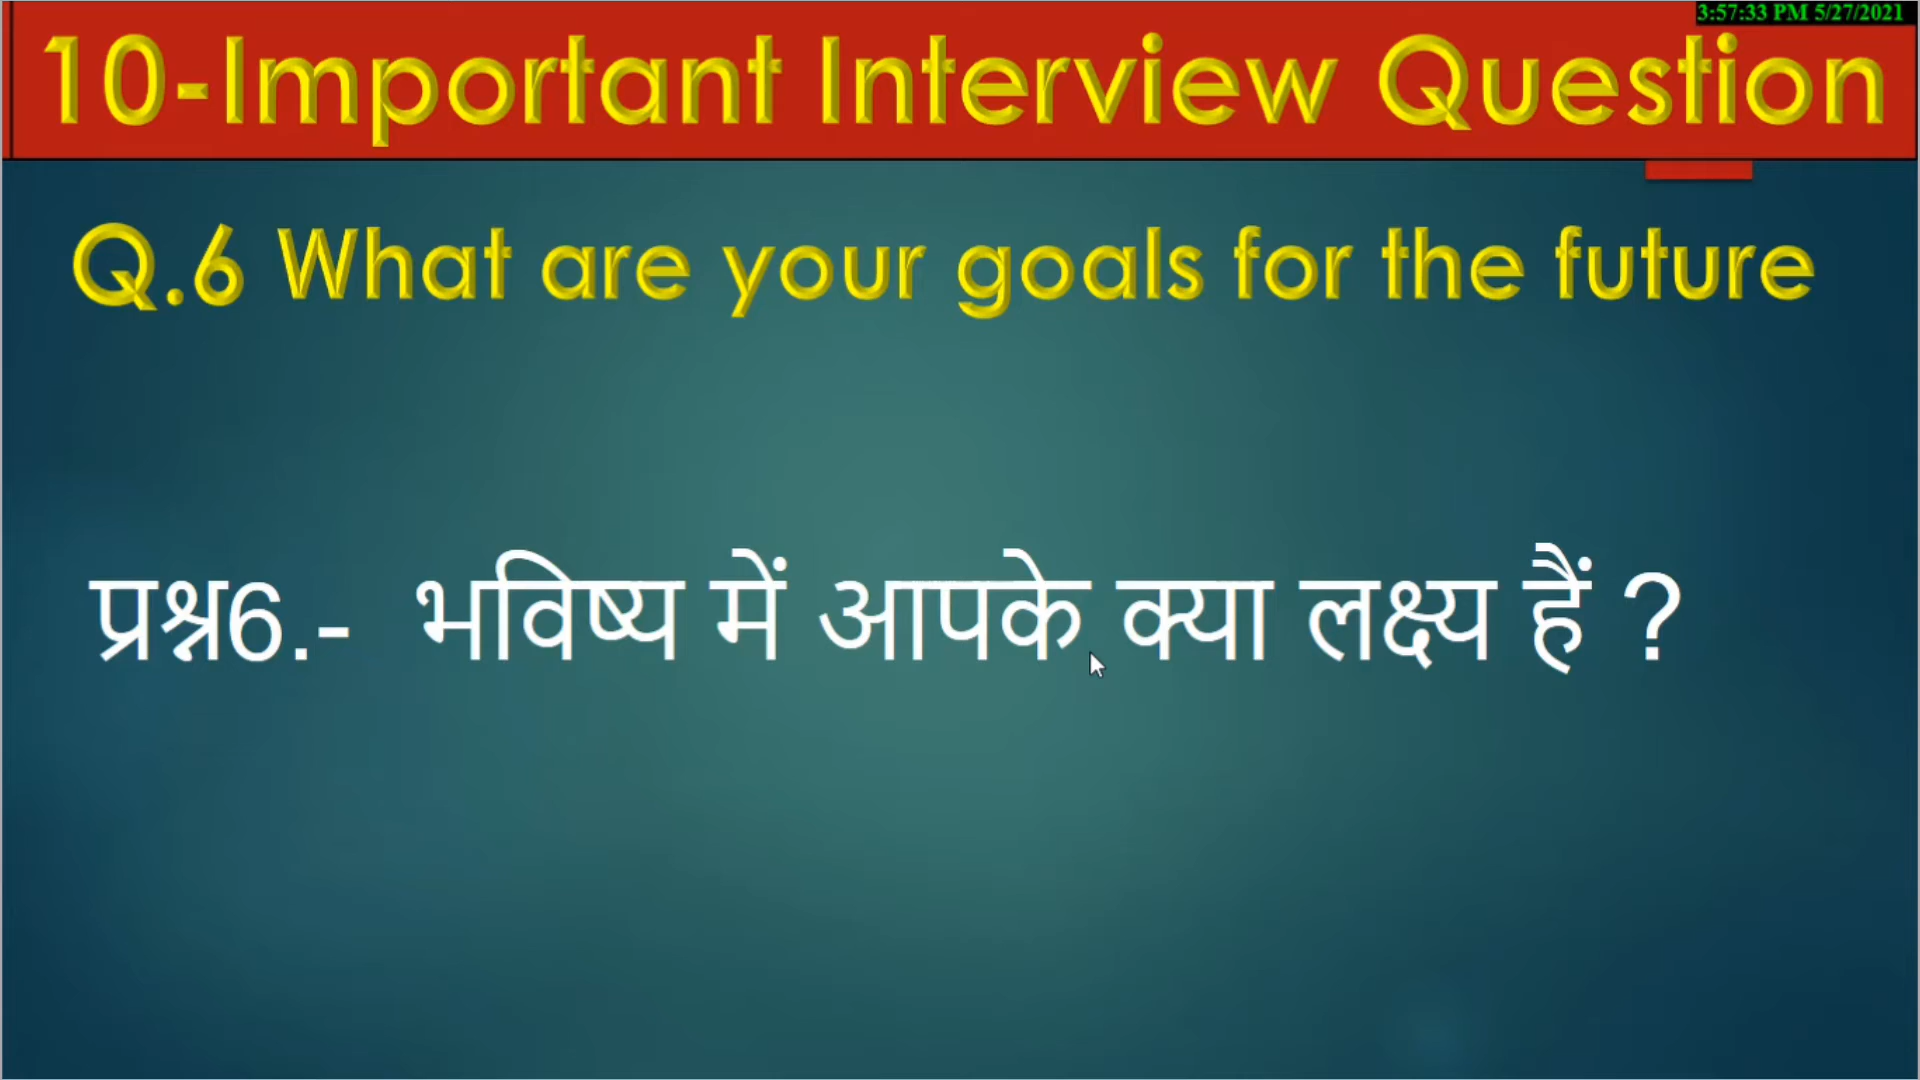 3:57:33 PM 5/27/2021
10-Important Interview Question
Q.6 What are your goals for the future
प्रश्न6.- भविष्य में आपके क्या लक्ष्य हैं ?